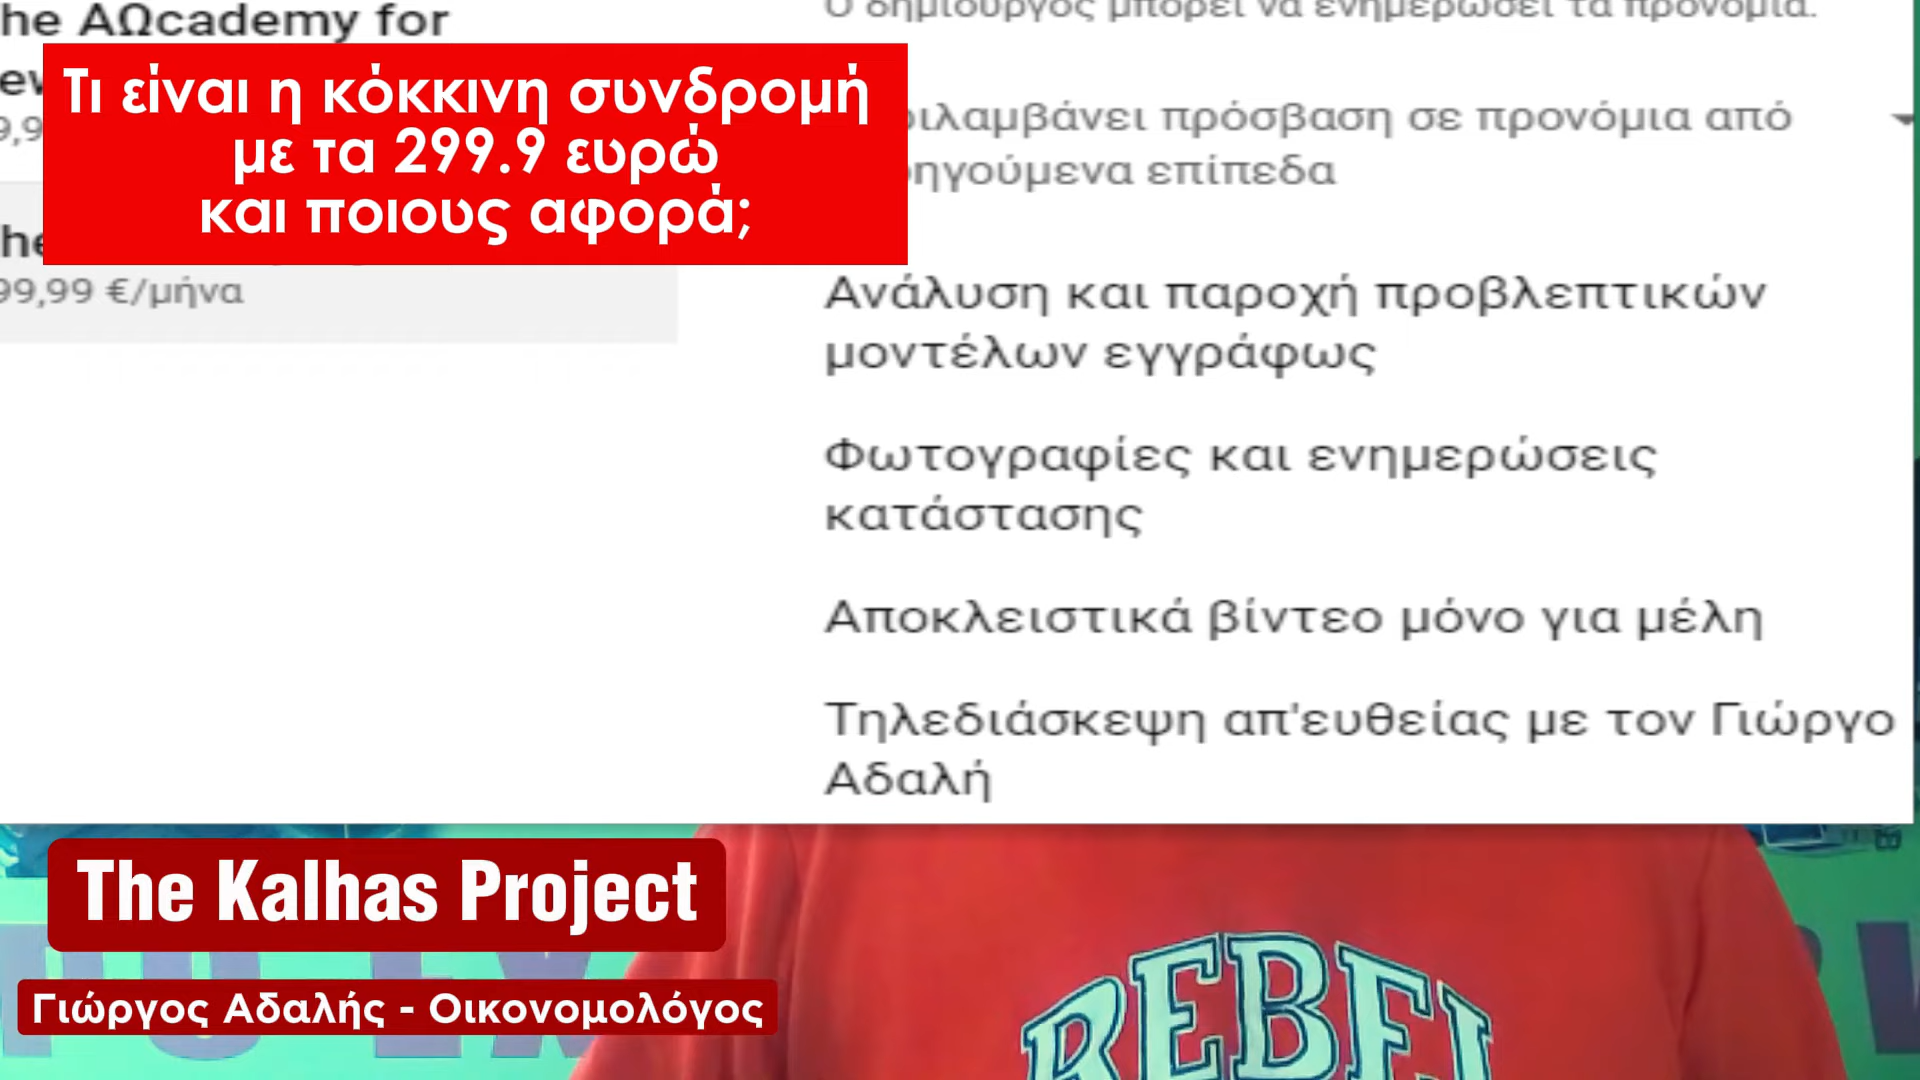 he ΑΩcademy for
Ο δημιουργός μπορεί να ενημερώσει τα προνόμια.
Τι είναι η κόκκινη συνδρομή
με τα 299.9 ευρώ
και ποιους αφορά;
ριλαμβάνει πρόσβαση σε προνόμια από
ηγούμενα επίπεδα
he
99,99 €/μήνα
Ανάλυση και παροχή προβλεπτικών
μοντέλων εγγράφως
Φωτογραφίες και ενημερώσεις
κατάστασης
Αποκλειστικά βίντεο μόνο για μέλη
Τηλεδιάσκεψη απ'ευθείας με τον Γιώργο
Αδαλή
The Kalhas Project
Γιώργος Αδαλής - Οικονομολόγος
REBEL